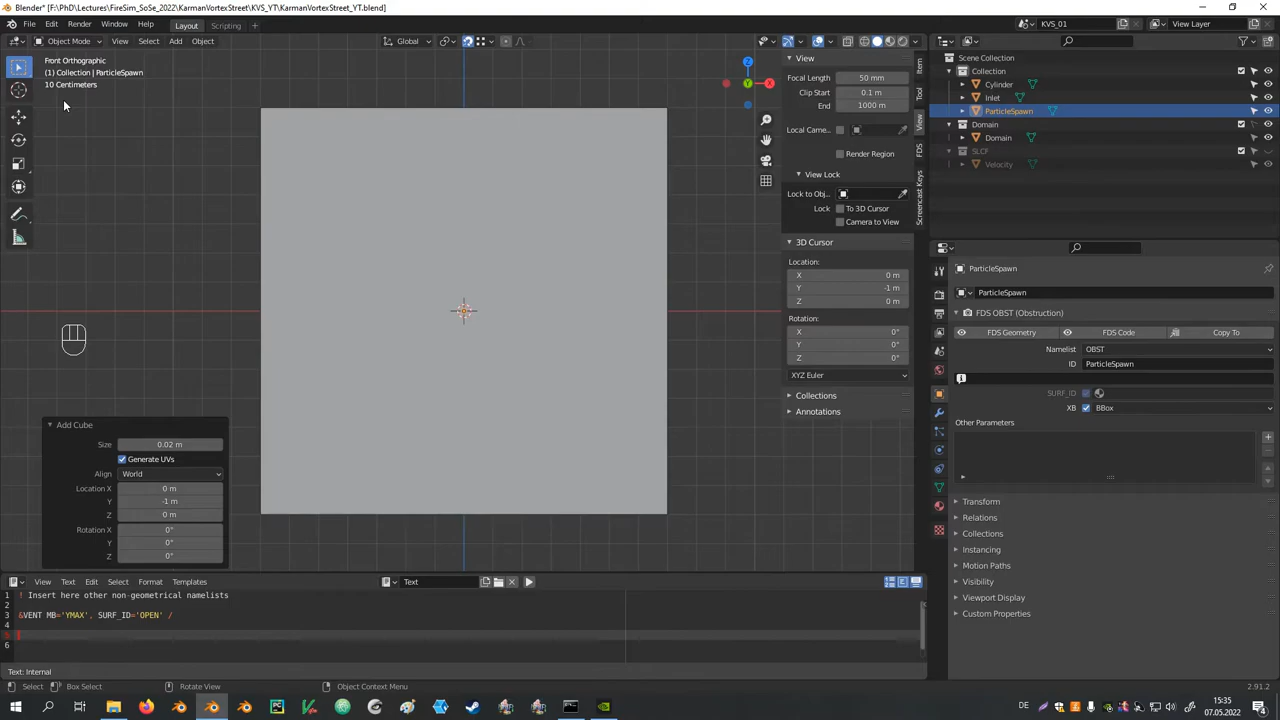 Blender* [F:\PhD\Lectures\FireSim_SoSe_2022\KVS_YT\KarmanVortexStreet_YT.blend]
File Edit Render Window Help Layout Scripting +
KVS_01 View Layer
Object Mode View Select Add Object Global
Front Orthographic
(1) Collection | ParticleSpawn
10 Centimeters
Z
Y
X
View
Focal Length 50 mm
Clip Start 0.1 m
End 1000 m
Local Came..
Render Region
View Lock
Lock to Obj..
Lock To 3D Cursor
Camera to View
3D Cursor
Location:
X 0 m
Y -1 m
Z 0 m
Rotation:
X 0°
Y 0°
Z 0°
XYZ Euler
Collections
Annotations
Item
Tool
View
FDS
Screencast Keys
Scene Collection
Collection
Cylinder
Inlet
ParticleSpawn
Domain
Domain
SLCF
Velocity
ParticleSpawn
ParticleSpawn
FDS OBST (Obstruction)
FDS Geometry FDS Code Copy To
Namelist OBST
ID ParticleSpawn
SURF_ID
XB BBox
Other Parameters
Transform
Relations
Collections
Instancing
Motion Paths
Visibility
Viewport Display
Custom Properties
Add Cube
Size 0.02 m
Generate UVs
Align World
Location X 0 m
Y -1 m
Z 0 m
Rotation X 0°
Y 0°
Z 0°
View Text Edit Select Format Templates Text
1 ! Insert here other non-geometrical namelists
2
3 &VENT MB='YMAX', SURF_ID='OPEN' /
4
5
6
Text: Internal
Select Box Select Rotate View Object Context Menu 2.91.2
DE 15:35
07.05.2022